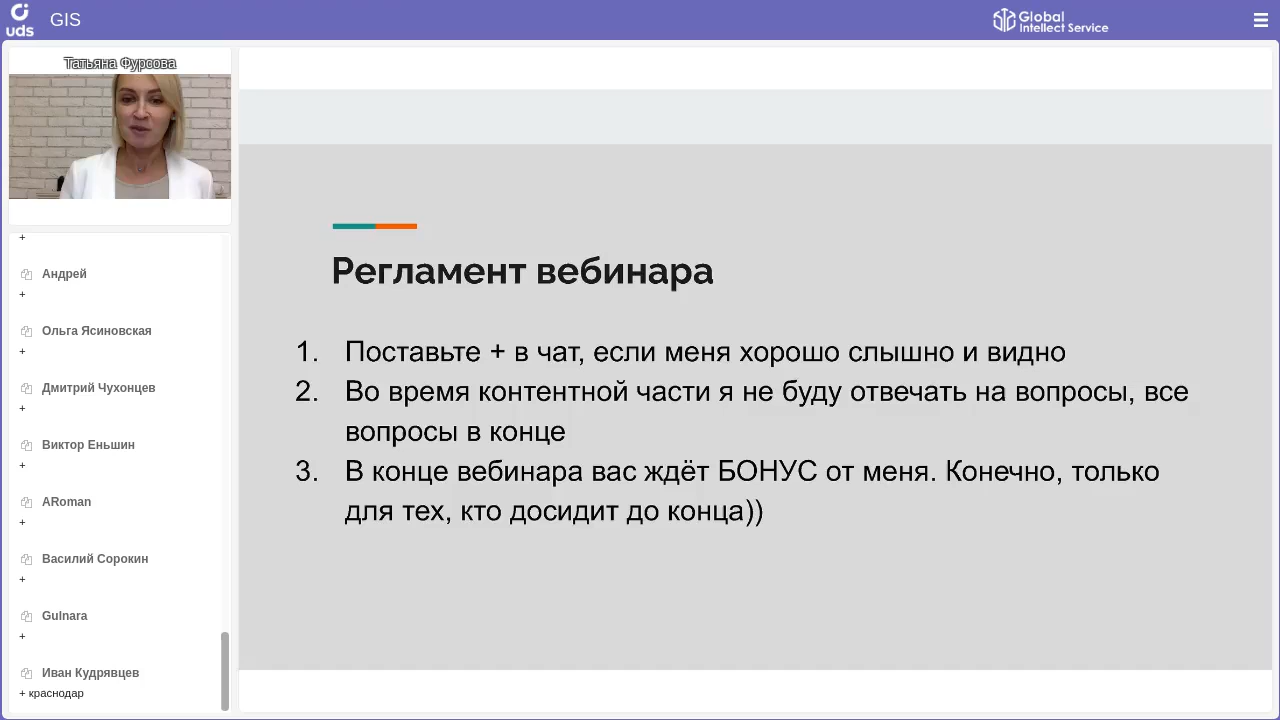 uds
GIS
Global
Intellect Service
Татьяна Фурсова
+
Андрей
+
Ольга Ясиновская
+
Дмитрий Чухонцев
+
Виктор Еньшин
+
ARoman
+
Василий Сорокин
+
Gulnara
+
Иван Кудрявцев
+ краснодар
Регламент вебинара
1. Поставьте + в чат, если меня хорошо слышно и видно
2. Во время контентной части я не буду отвечать на вопросы, все
вопросы в конце
3. В конце вебинара вас ждёт БОНУС от меня. Конечно, только
для тех, кто досидит до конца))